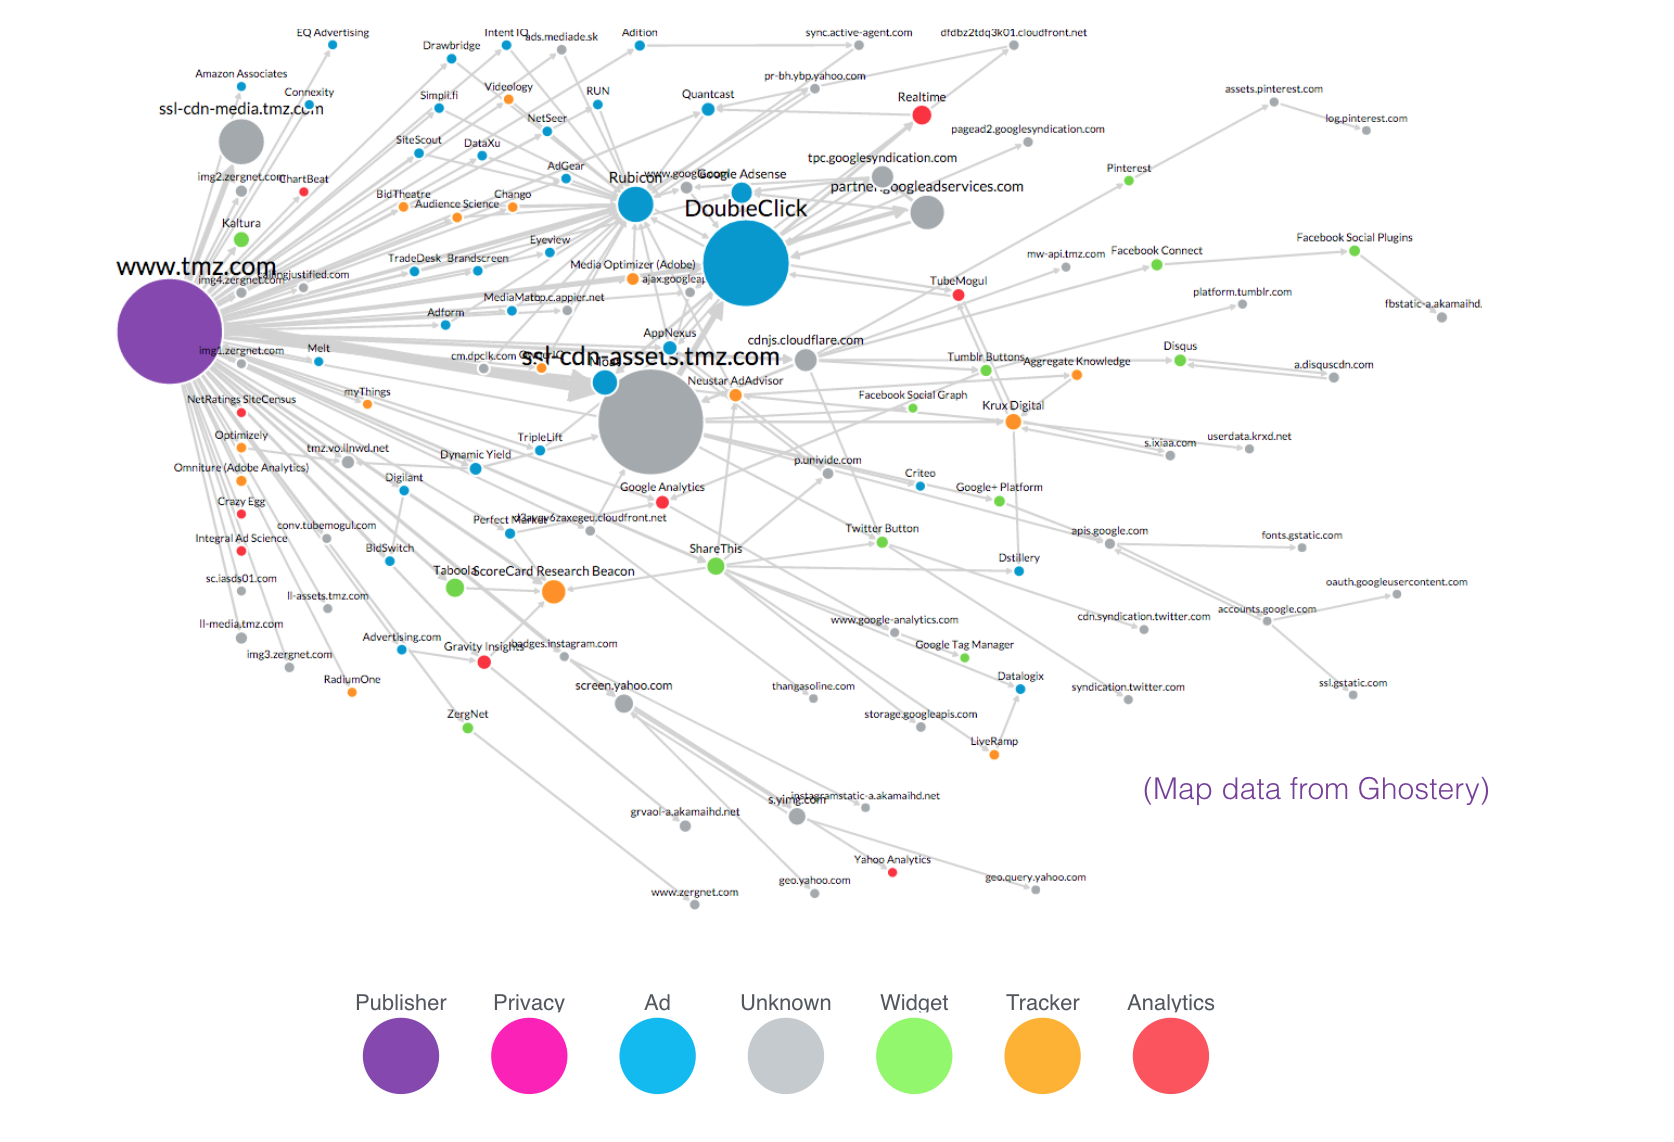 EQ Advertising
Drawbridge
Intent IQ
ads.mediade.sk
Adition
sync.active-agent.com
dfdbz2tdq3k01.cloudfront.net
Amazon Associates
Connexity
ssl-cdn-media.tmz.com
Simpli.fi
Videology
RUN
Quantcast
pr-bh.ybp.yahoo.com
Realtime
assets.pinterest.com
log.pinterest.com
NetSeer
SiteScout
DataXu
pagead2.googlesyndication.com
tpc.googlesyndication.com
Pinterest
img2.zergnet.com
ChartBeat
AdGear
Rubicon
Google Adsense
partner.googleadservices.com
BidTheatre
Audience Science
Chango
DoubleClick
Kaltura
Eyeview
www.tmz.com
TradeDesk
Brandscreen
Media Optimizer (Adobe)
mw-api.tmz.com
Facebook Connect
Facebook Social Plugins
img4.zergnet.com
TubeMogul
platform.tumblr.com
fbstatic-a.akamaihd.
Adform
AppNexus
cdnjs.cloudflare.com
img1.zergnet.com
Melt
cm.dpclk.com
ssl-cdn-assets.tmz.com
Tumblr Buttons
Aggregate Knowledge
Disqus
a.disquscdn.com
Neustar AdAdvisor
myThings
Facebook Social Graph
Krux Digital
NetRatings SiteCensus
Optimizely
tmz.vo.llnwd.net
TripleLift
Dynamic Yield
s.ixiaa.com
userdata.krxd.net
p.univide.com
Omniture (Adobe Analytics)
Digilant
Google Analytics
Criteo
Google+ Platform
Crazy Egg
conv.tubemogul.com
Perfect Market
Twitter Button
apis.google.com
fonts.gstatic.com
Integral Ad Science
BidSwitch
ShareThis
Dstillery
sc.iasds01.com
Taboola
ScoreCard Research Beacon
oauth.googleusercontent.com
ll-assets.tmz.com
ll-media.tmz.com
www.google-analytics.com
cdn.syndication.twitter.com
accounts.google.com
img3.zergnet.com
Advertising.com
Gravity Insights
badges.instagram.com
Google Tag Manager
RadiumOne
screen.yahoo.com
thangasoline.com
Datalogix
syndication.twitter.com
ssl.gstatic.com
ZergNet
storage.googleapis.com
LiveRamp
(Map data from Ghostery)
s.yimg.com
instagramstatic-a.akamaihd.net
grvaol-a.akamaihd.net
Yahoo Analytics
www.zergnet.com
geo.yahoo.com
geo.query.yahoo.com
Publisher Privacy Ad Unknown Widget Tracker Analytics